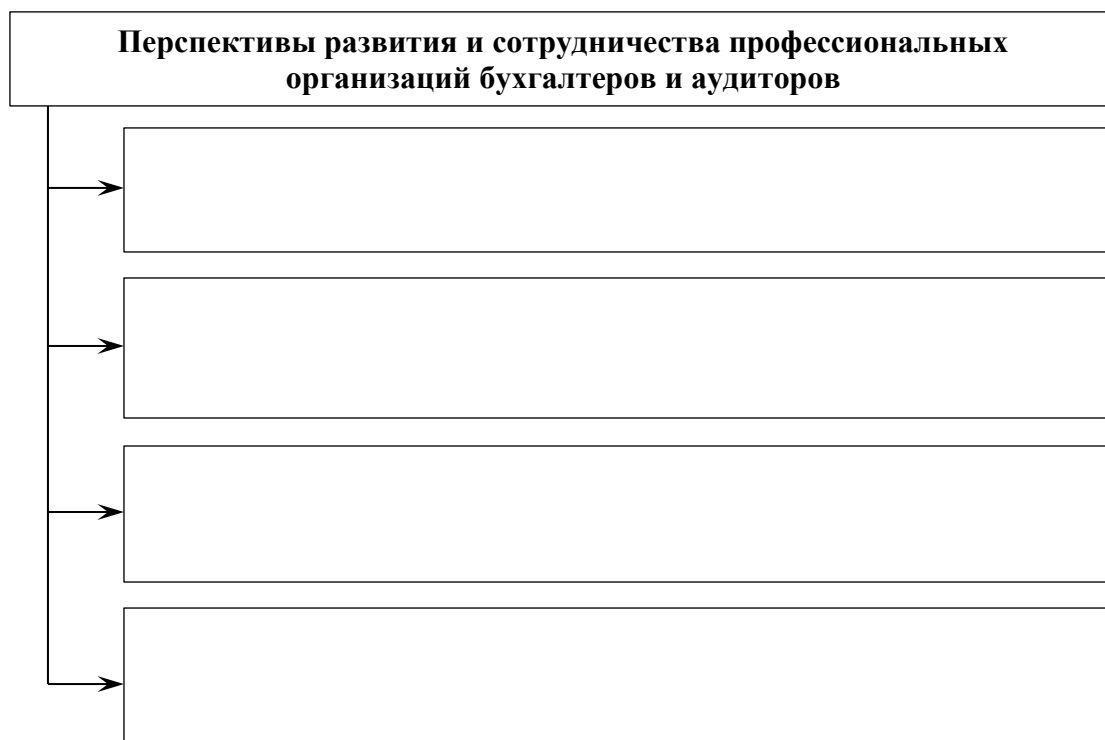 Перспективы развития и сотрудничества профессиональных
организаций бухгалтеров и аудиторов